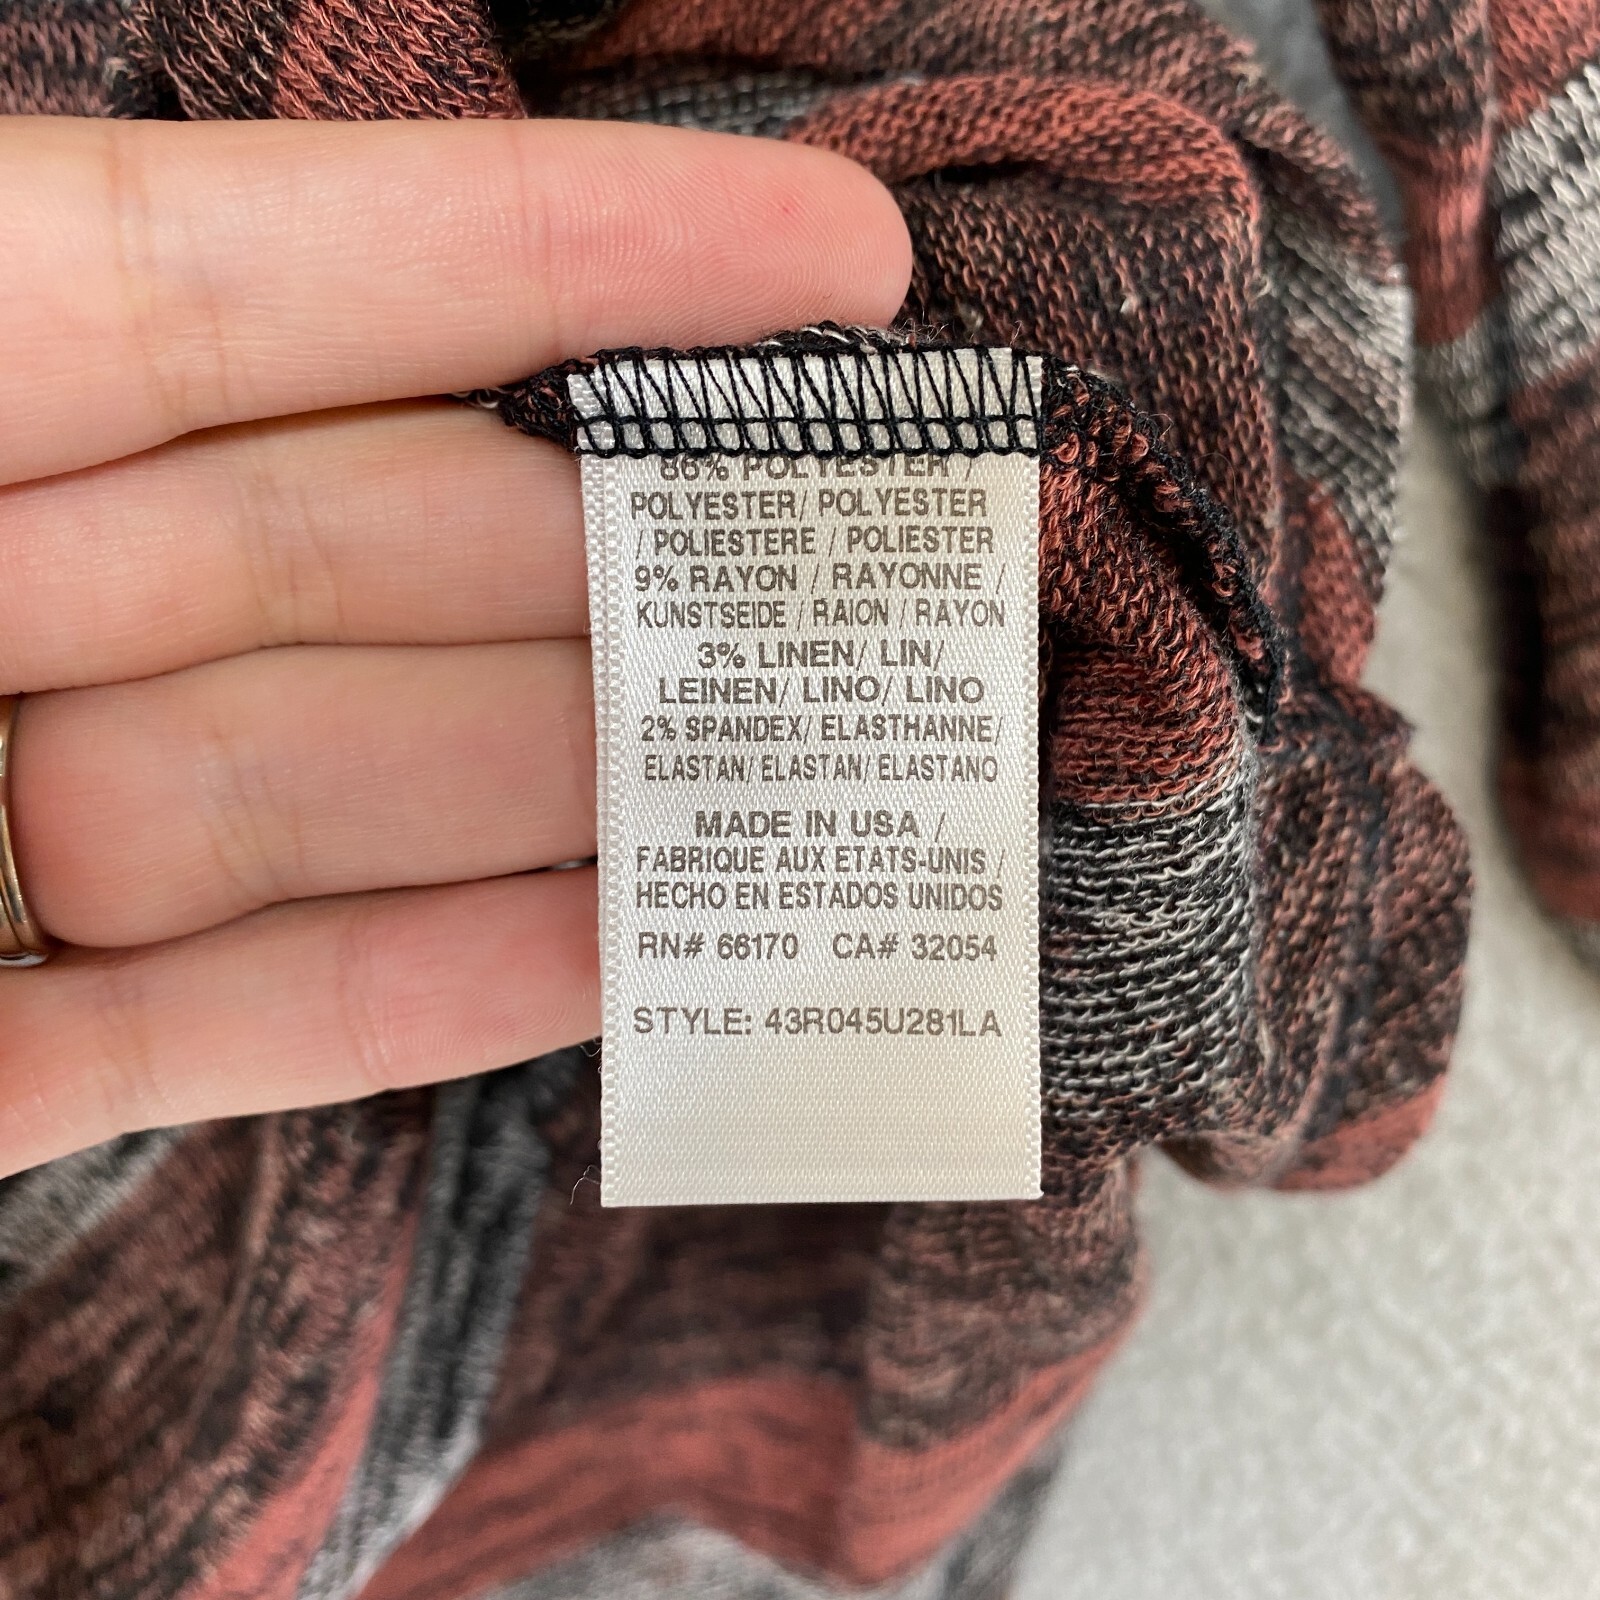 86% POLYESTER /
POLYESTER/ POLYESTER
/ POLIESTERE / POLIESTER
9% RAYON / RAYONNE /
KUNSTSEIDE / RAION / RAYON
3% LINEN/ LIN/
LEINEN/ LINO/ LINO
2% SPANDEX/ ELASTHANNE/
ELASTAN/ ELASTAN/ ELASTANO
MADE IN USA /
FABRIQUE AUX ETATS-UNIS /
HECHO EN ESTADOS UNIDOS
RN# 66170 CA# 32054
STYLE: 43R045U281LA